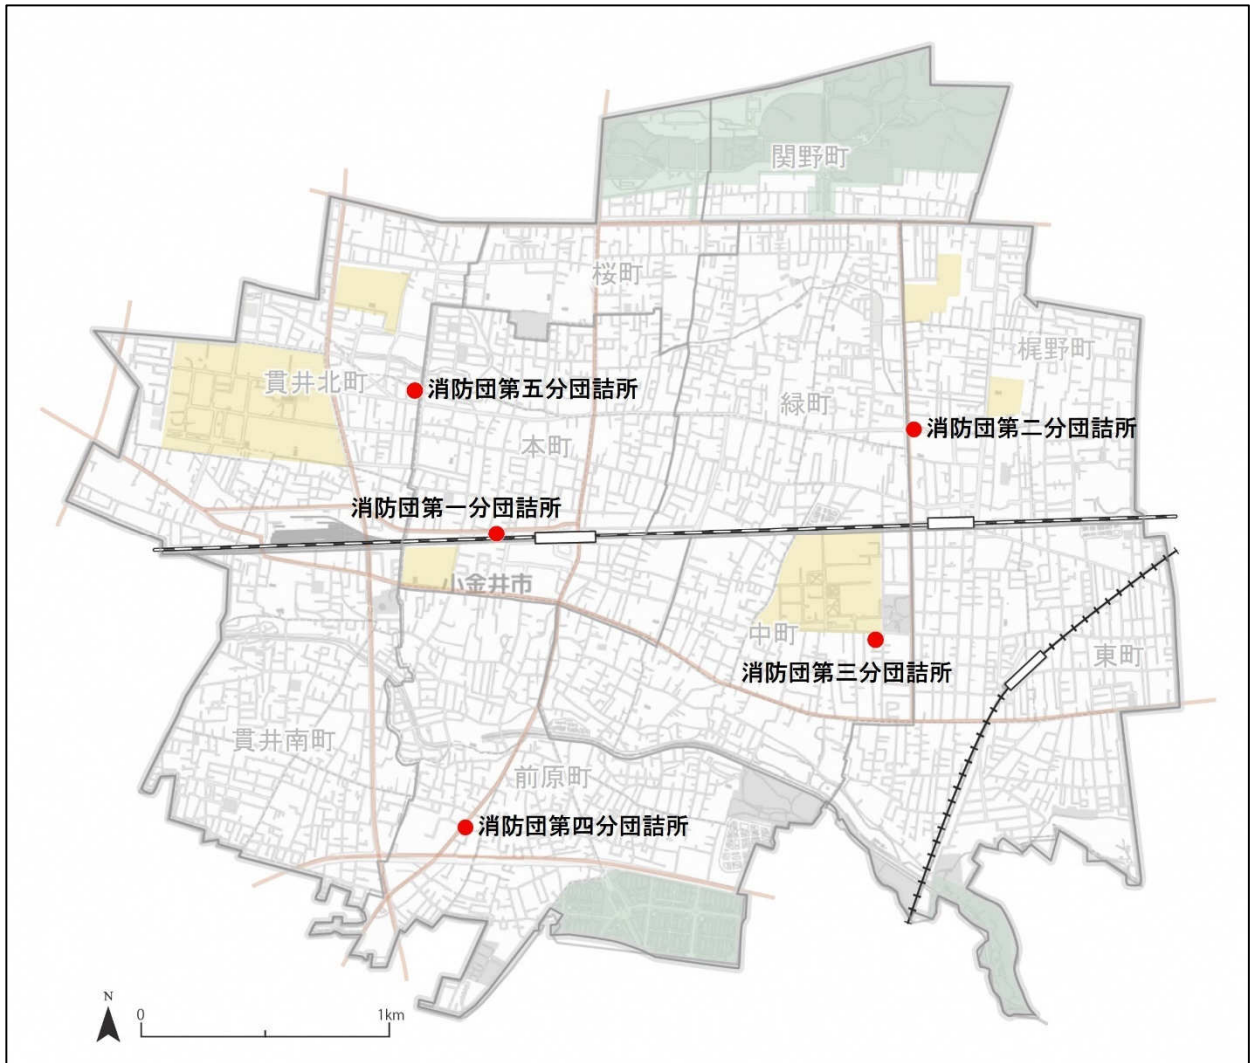 関野町
桜町
梶野町
貫井北町
消防団第五分団詰所
緑町
消防団第二分団詰所
本町
消防団第一分団詰所
小金井市
中町
東町
消防団第三分団詰所
貫井南町
前原町
消防団第四分団詰所
N
0
1km